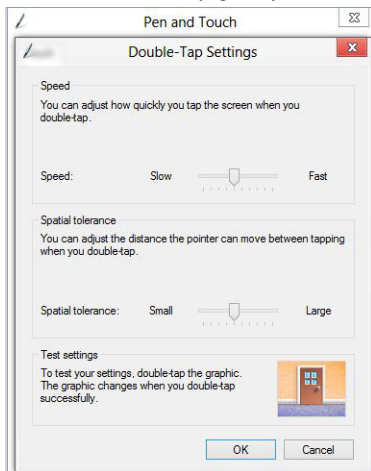 Pen and Touch
Double-Tap Settings
Speed
You can adjust how quickly you tap the screen when you
double-tap.
Speed:
Slow
Fast
Spatial tolerance
You can adjust the distance the pointer can move between tapping
when you double-tap.
Spatial tolerance:
Small
Large
Test settings
To test your settings, double-tap the graphic.
The graphic changes when you double-tap
successfully.
OK
Cancel